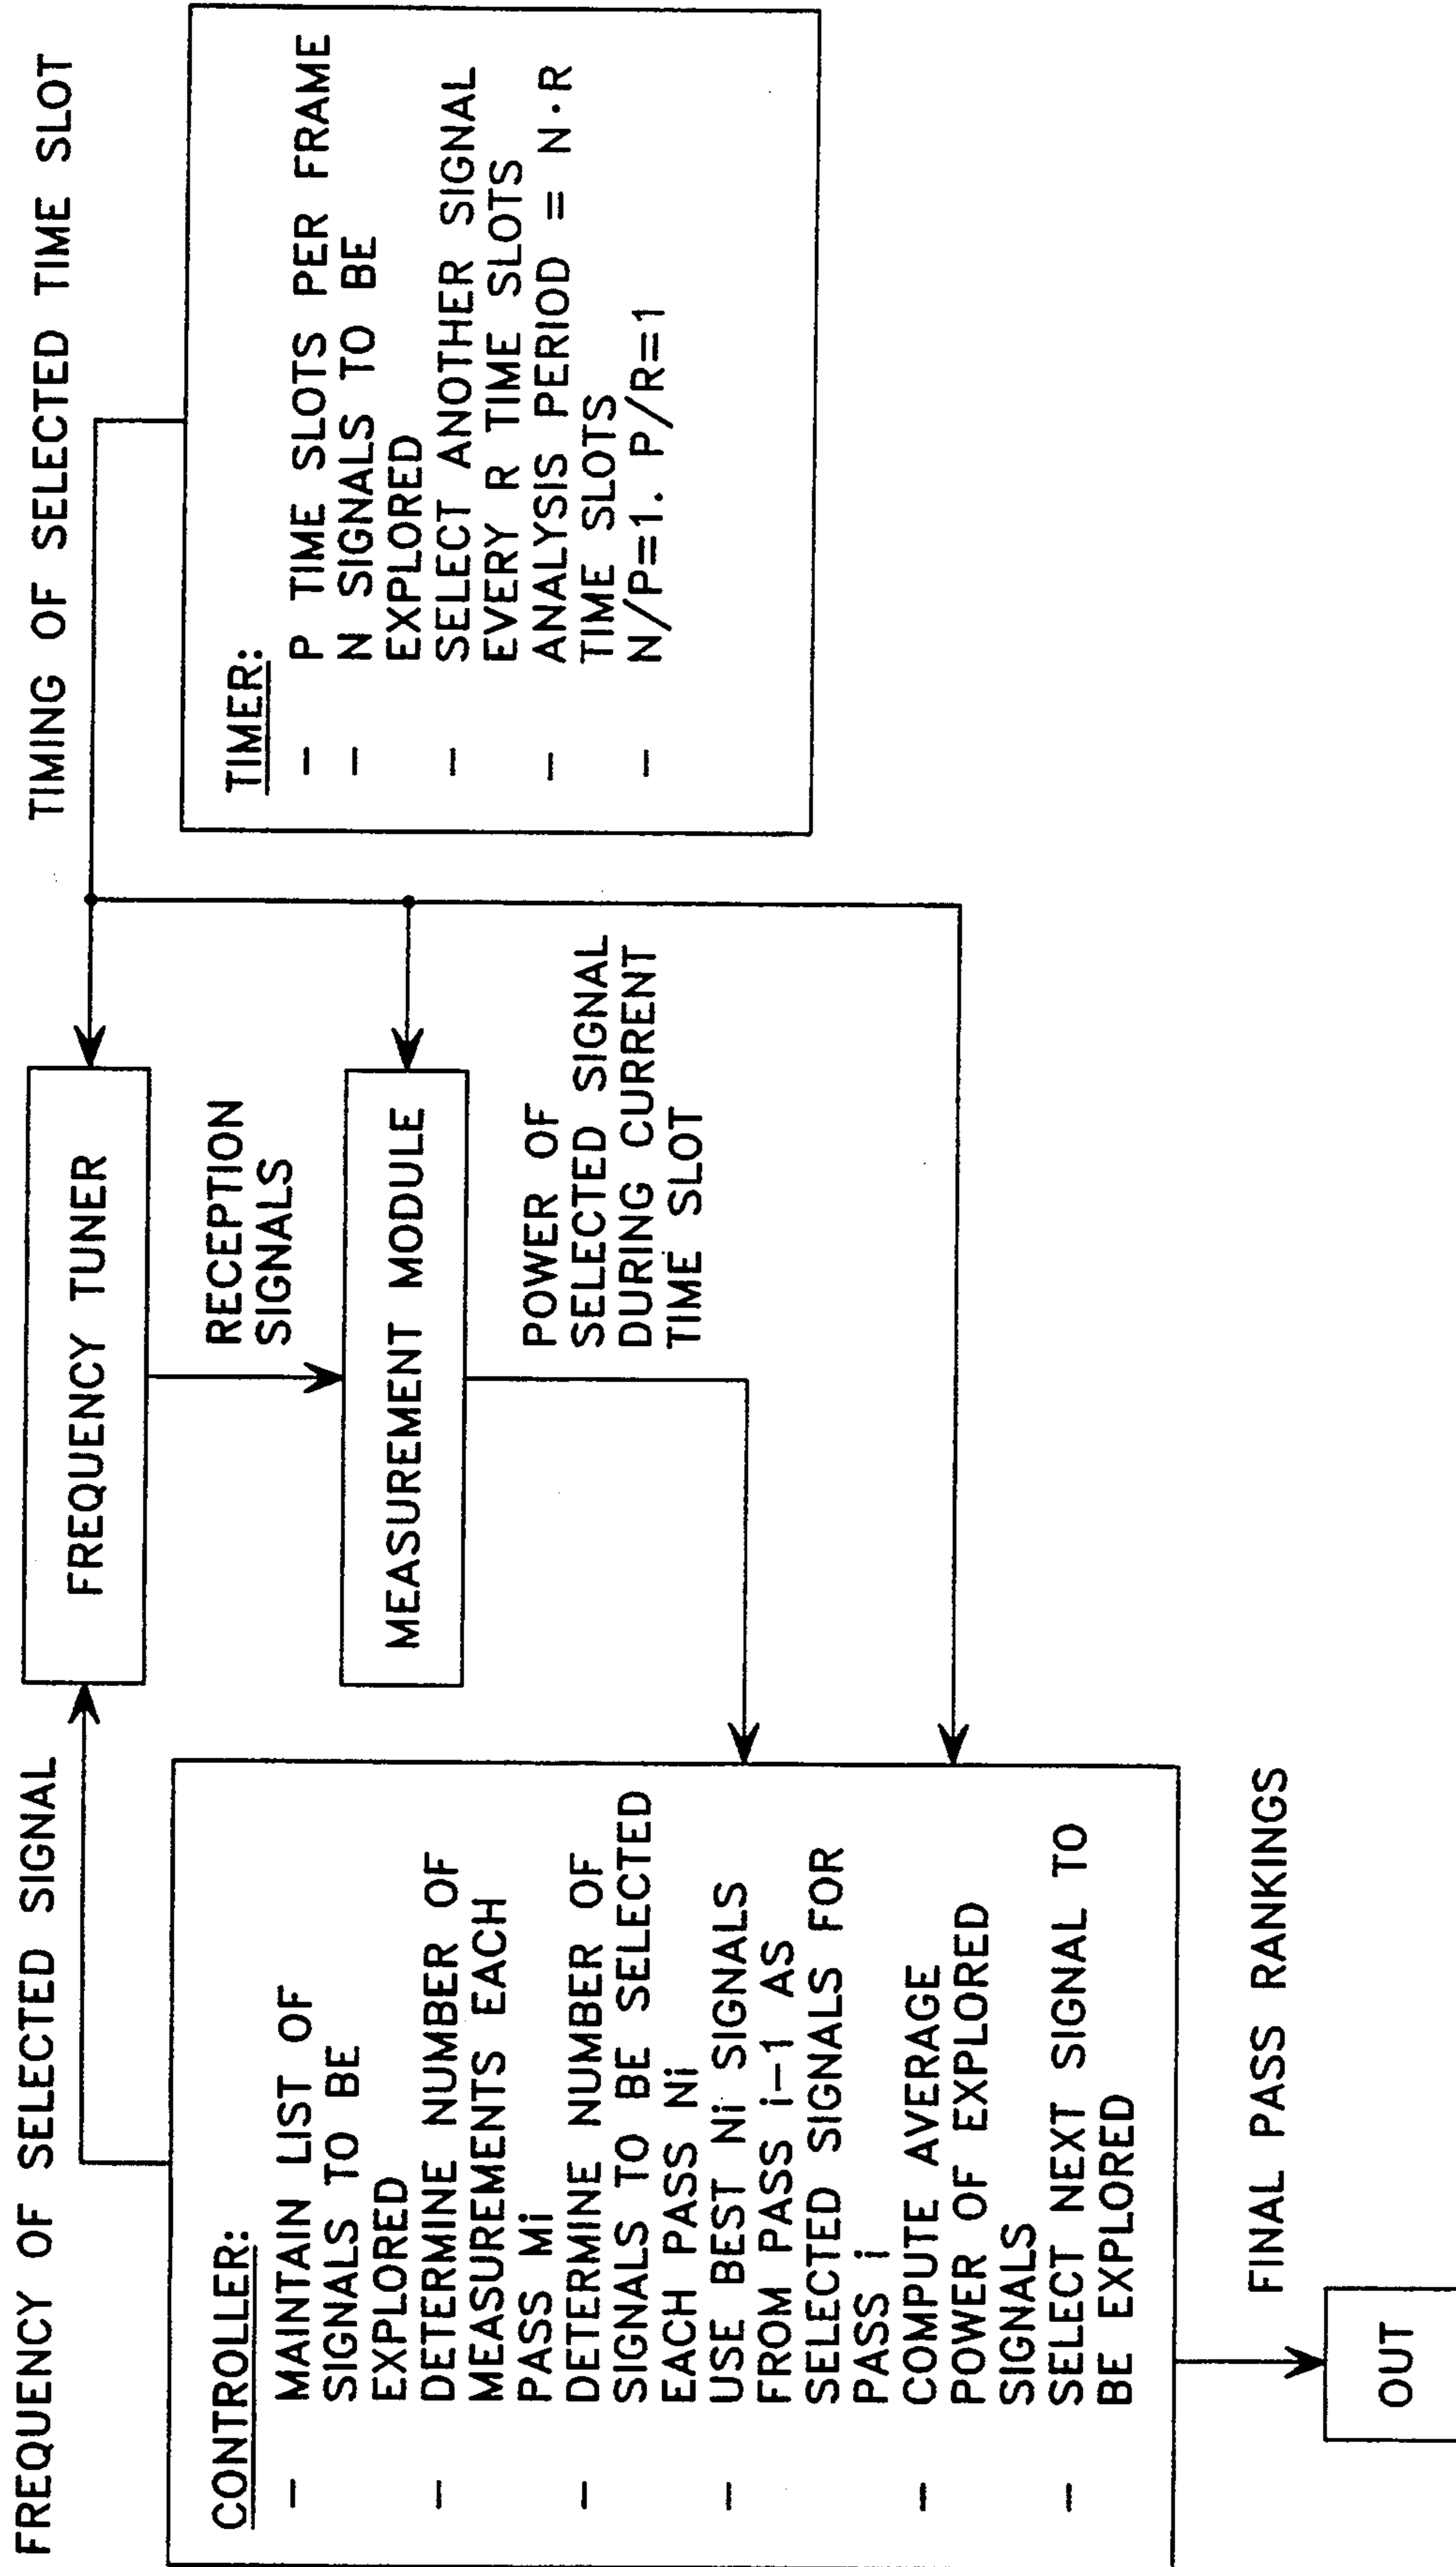 FREQUENCY OF SELECTED SIGNAL
TIMING OF SELECTED TIME SLOT
FREQUENCY TUNER
RECEPTION
SIGNALS
MEASUREMENT MODULE
POWER OF
SELECTED SIGNAL
DURING CURRENT
TIME SLOT
CONTROLLER:
- MAINTAIN LIST OF
SIGNALS TO BE
EXPLORED
- DETERMINE NUMBER OF
MEASUREMENTS EACH
PASS Mi
- DETERMINE NUMBER OF
SIGNALS TO BE SELECTED
EACH PASS Ni
- USE BEST Ni SIGNALS
FROM PASS i-1 AS
SELECTED SIGNALS FOR
PASS i
- COMPUTE AVERAGE
POWER OF EXPLORED
SIGNALS
- SELECT NEXT SIGNAL TO
BE EXPLORED
TIMER:
- P TIME SLOTS PER FRAME
- N SIGNALS TO BE
EXPLORED
- SELECT ANOTHER SIGNAL
EVERY R TIME SLOTS
- ANALYSIS PERIOD = N·R
TIME SLOTS
- N/P=1. P/R=1
FINAL PASS RANKINGS
OUT